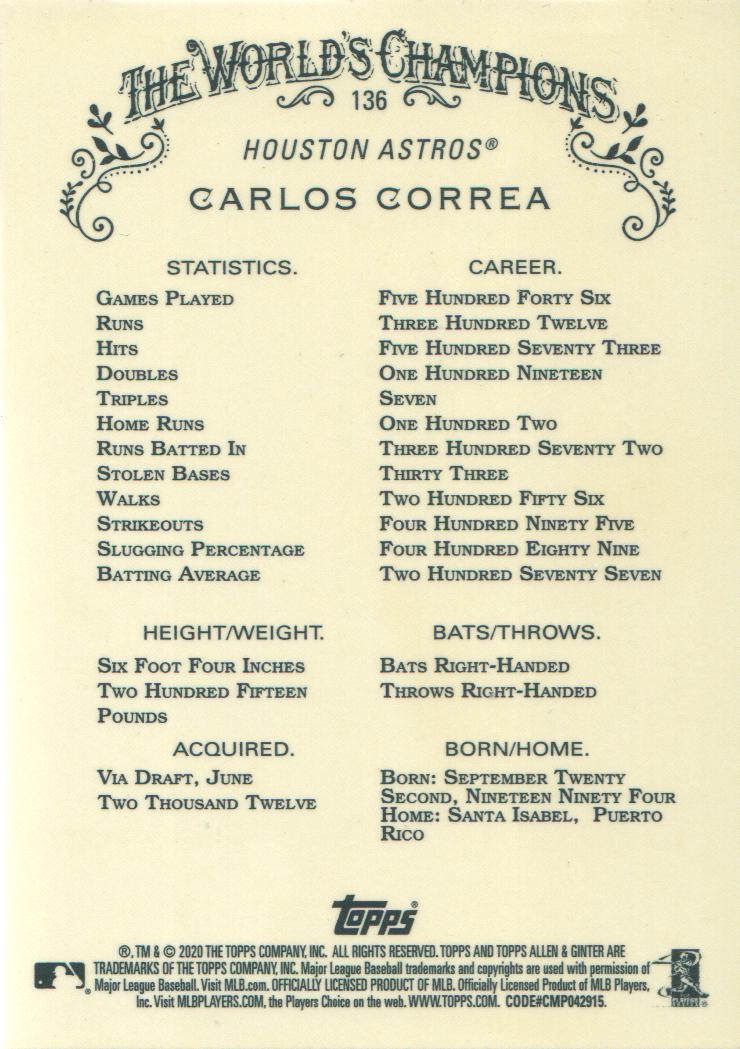 THE WORLD'S CHAMPIONS
136
HOUSTON ASTROS®
CARLOS CORREA
STATISTICS. CAREER.
GAMES PLAYED FIVE HUNDRED FORTY SIX
RUNS THREE HUNDRED TWELVE
HITS FIVE HUNDRED SEVENTY THREE
DOUBLES ONE HUNDRED NINETEEN
TRIPLES SEVEN
HOME RUNS ONE HUNDRED TWO
RUNS BATTED IN THREE HUNDRED SEVENTY TWO
STOLEN BASES THIRTY THREE
WALKS TWO HUNDRED FIFTY SIX
STRIKEOUTS FOUR HUNDRED NINETY FIVE
SLUGGING PERCENTAGE FOUR HUNDRED EIGHTY NINE
BATTING AVERAGE TWO HUNDRED SEVENTY SEVEN
HEIGHT/WEIGHT.
SIX FOOT FOUR INCHES
TWO HUNDRED FIFTEEN
POUNDS
BATS/THROWS.
BATS RIGHT-HANDED
THROWS RIGHT-HANDED
ACQUIRED.
VIA DRAFT, JUNE
TWO THOUSAND TWELVE
BORN/HOME.
BORN: SEPTEMBER TWENTY
SECOND, NINETEEN NINETY FOUR
HOME: SANTA ISABEL, PUERTO
RICO
TOPPS®
®, TM & © 2020 THE TOPPS COMPANY, INC. ALL RIGHTS RESERVED. TOPPS AND TOPPS ALLEN & GINTER ARE
TRADEMARKS OF THE TOPPS COMPANY, INC. Major League Baseball trademarks and copyrights are used with permission of
Major League Baseball. Visit MLB.com. OFFICIALLY LICENSED PRODUCT OF MLB. Officially Licensed Product of MLB Players,
Inc. Visit MLBPLAYERS.COM, the Players Choice on the web. WWW.TOPPS.COM. CODE#CMP042915.